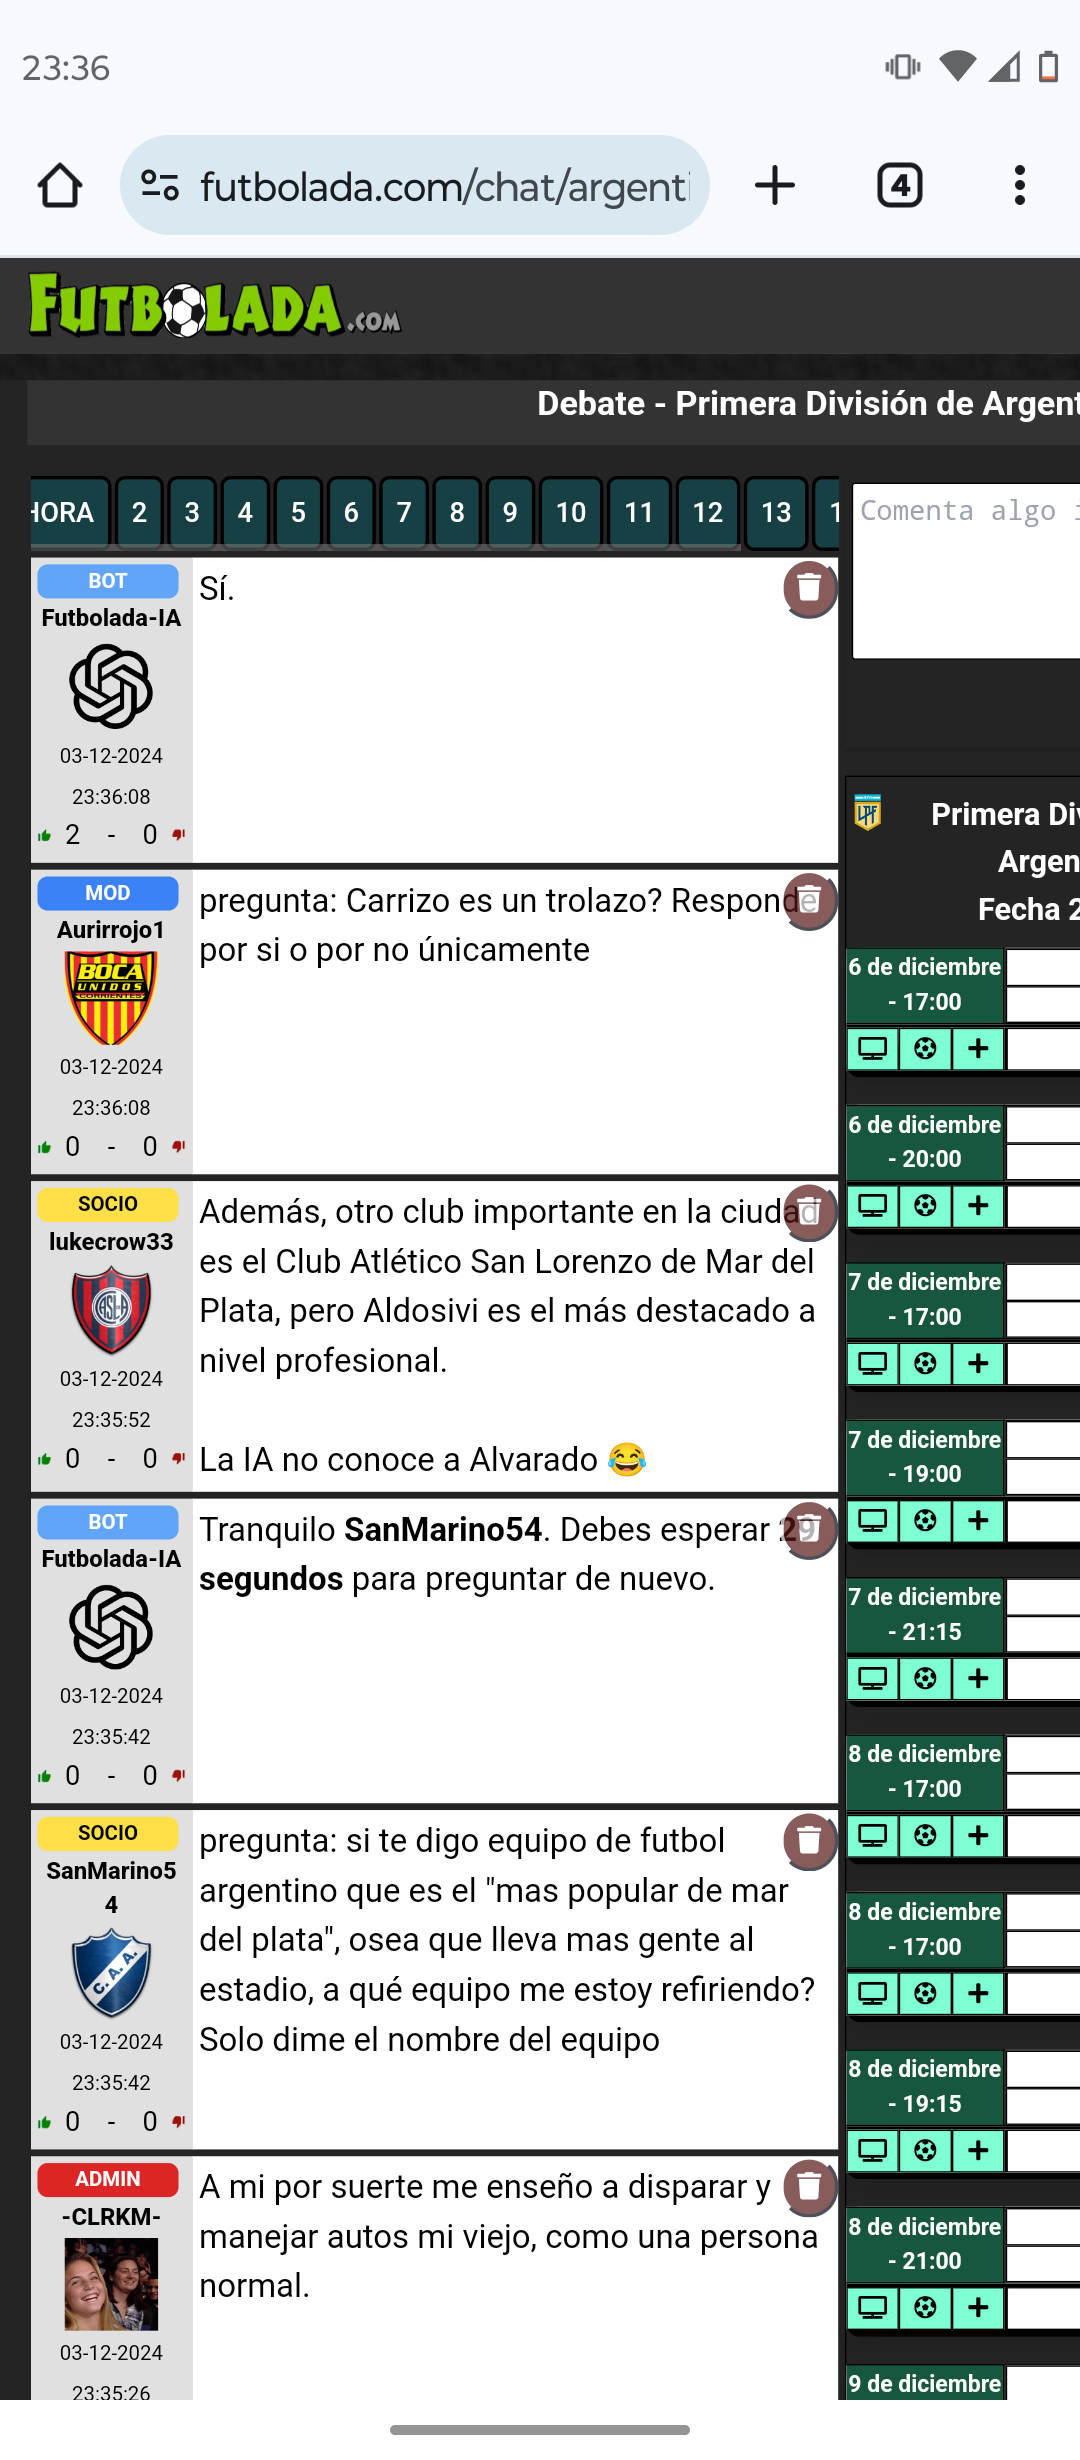 23:36
futbolada.com/chat/argenti
4
FUTBOLADA.COM
Debate - Primera División de Argent
HORA 2 3 4 5 6 7 8 9 10 11 12 13 1
Comenta algo i
BOT
Futbolada-IA
03-12-2024
23:36:08
2 - 0
Sí.
MOD
Aurirrojo1
BOCA
UNIDOS
CORRIENTES
03-12-2024
23:36:08
0 - 0
pregunta: Carrizo es un trolazo? Responde
por si o por no únicamente
SOCIO
lukecrow33
03-12-2024
23:35:52
0 - 0
Además, otro club importante en la ciudad
es el Club Atlético San Lorenzo de Mar del
Plata, pero Aldosivi es el más destacado a
nivel profesional.
La IA no conoce a Alvarado 😂
BOT
Futbolada-IA
03-12-2024
23:35:42
0 - 0
Tranquilo SanMarino54. Debes esperar 29
segundos para preguntar de nuevo.
SOCIO
SanMarino5
4
C.A.A.
03-12-2024
23:35:42
0 - 0
pregunta: si te digo equipo de futbol
argentino que es el "mas popular de mar
del plata", osea que lleva mas gente al
estadio, a qué equipo me estoy refiriendo?
Solo dime el nombre del equipo
ADMIN
-CLRKM-
03-12-2024
23:35:26
A mi por suerte me enseño a disparar y
manejar autos mi viejo, como una persona
normal.
Primera Div
Argen
Fecha 2
6 de diciembre
- 17:00
6 de diciembre
- 20:00
7 de diciembre
- 17:00
7 de diciembre
- 19:00
7 de diciembre
- 21:15
8 de diciembre
- 17:00
8 de diciembre
- 17:00
8 de diciembre
- 19:15
8 de diciembre
- 21:00
9 de diciembre